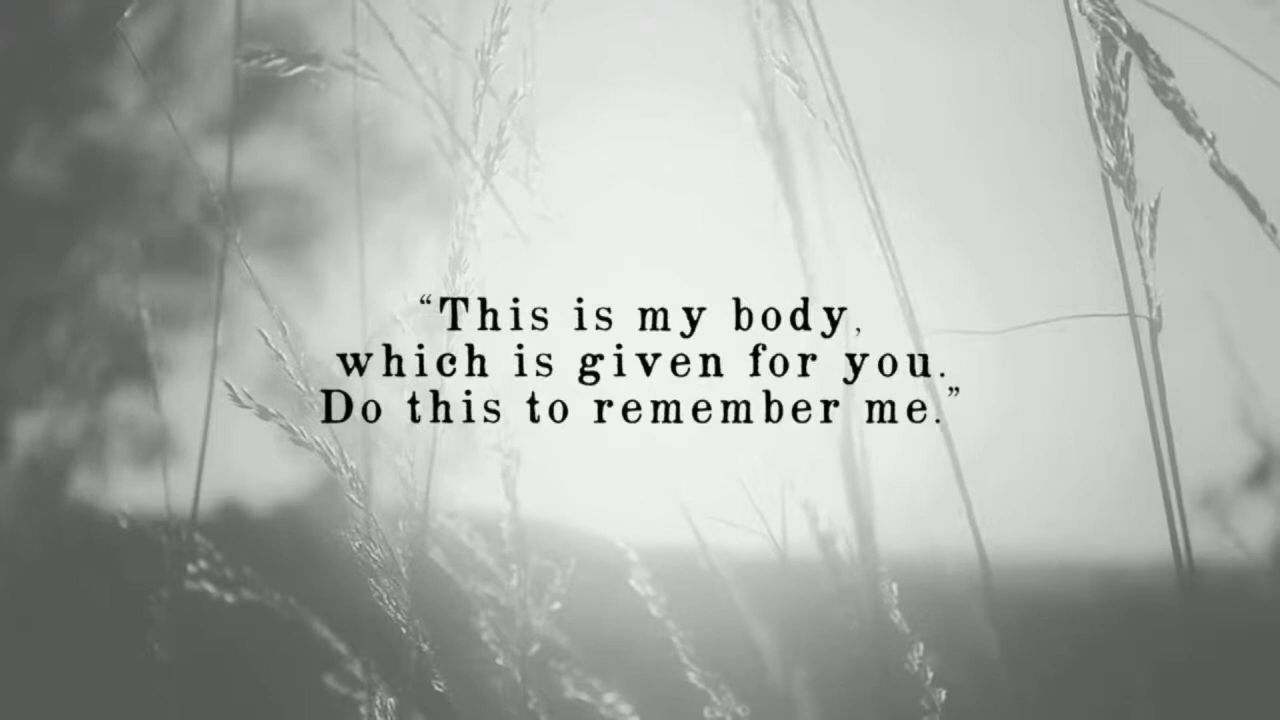 “This is my body,
which is given for you.
Do this to remember me.”